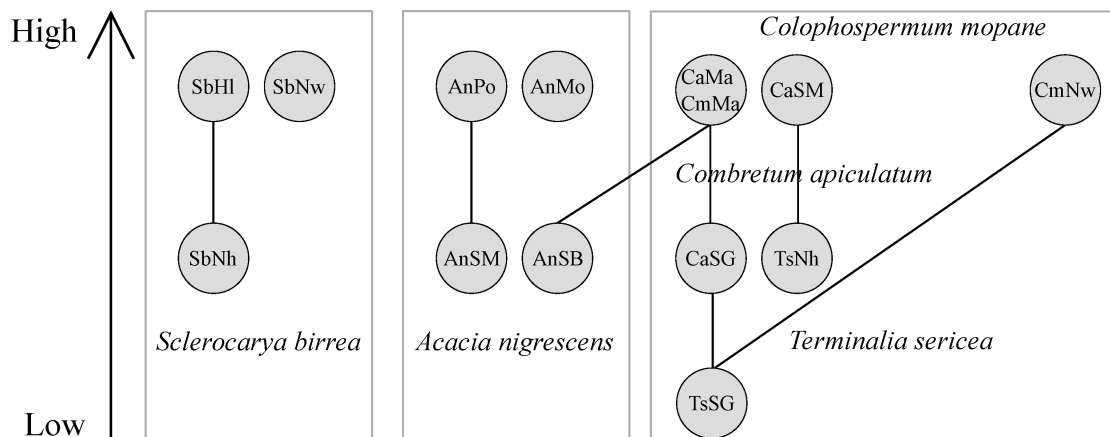 High
Colophospermum mopane
SbHl SbNw AnPo AnMo CaMa CaSM CmNw
CmMa
Combretum apiculatum
SbNh AnSM AnSB CaSG TsNh
Sclerocarya birrea Acacia nigrescens Terminalia sericea
TsSG
Low